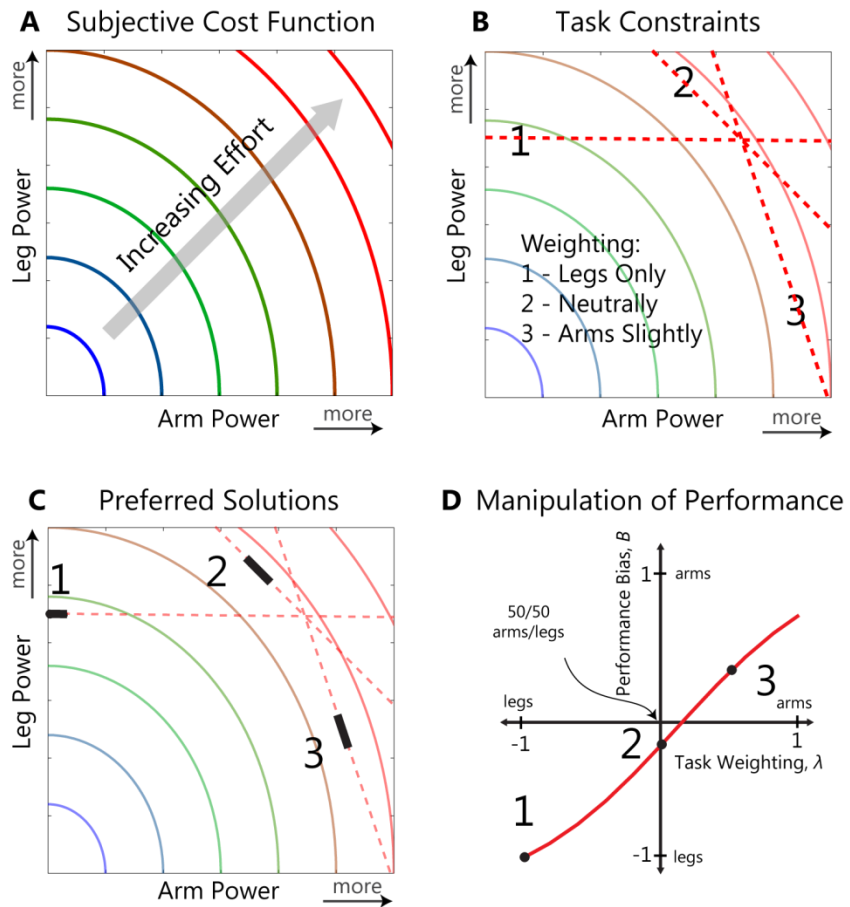 A Subjective Cost Function
more
Leg Power
Increasing Effort
Arm Power
more
B Task Constraints
more
Leg Power
1
2
3
Weighting:
1 - Legs Only
2 - Neutrally
3 - Arms Slightly
Arm Power
more
C Preferred Solutions
more
Leg Power
1
2
3
Arm Power
more
D Manipulation of Performance
Performance Bias, B
1
arms
50/50
arms/legs
3
legs
arms
-1
2
1
Task Weighting, λ
1
-1
legs